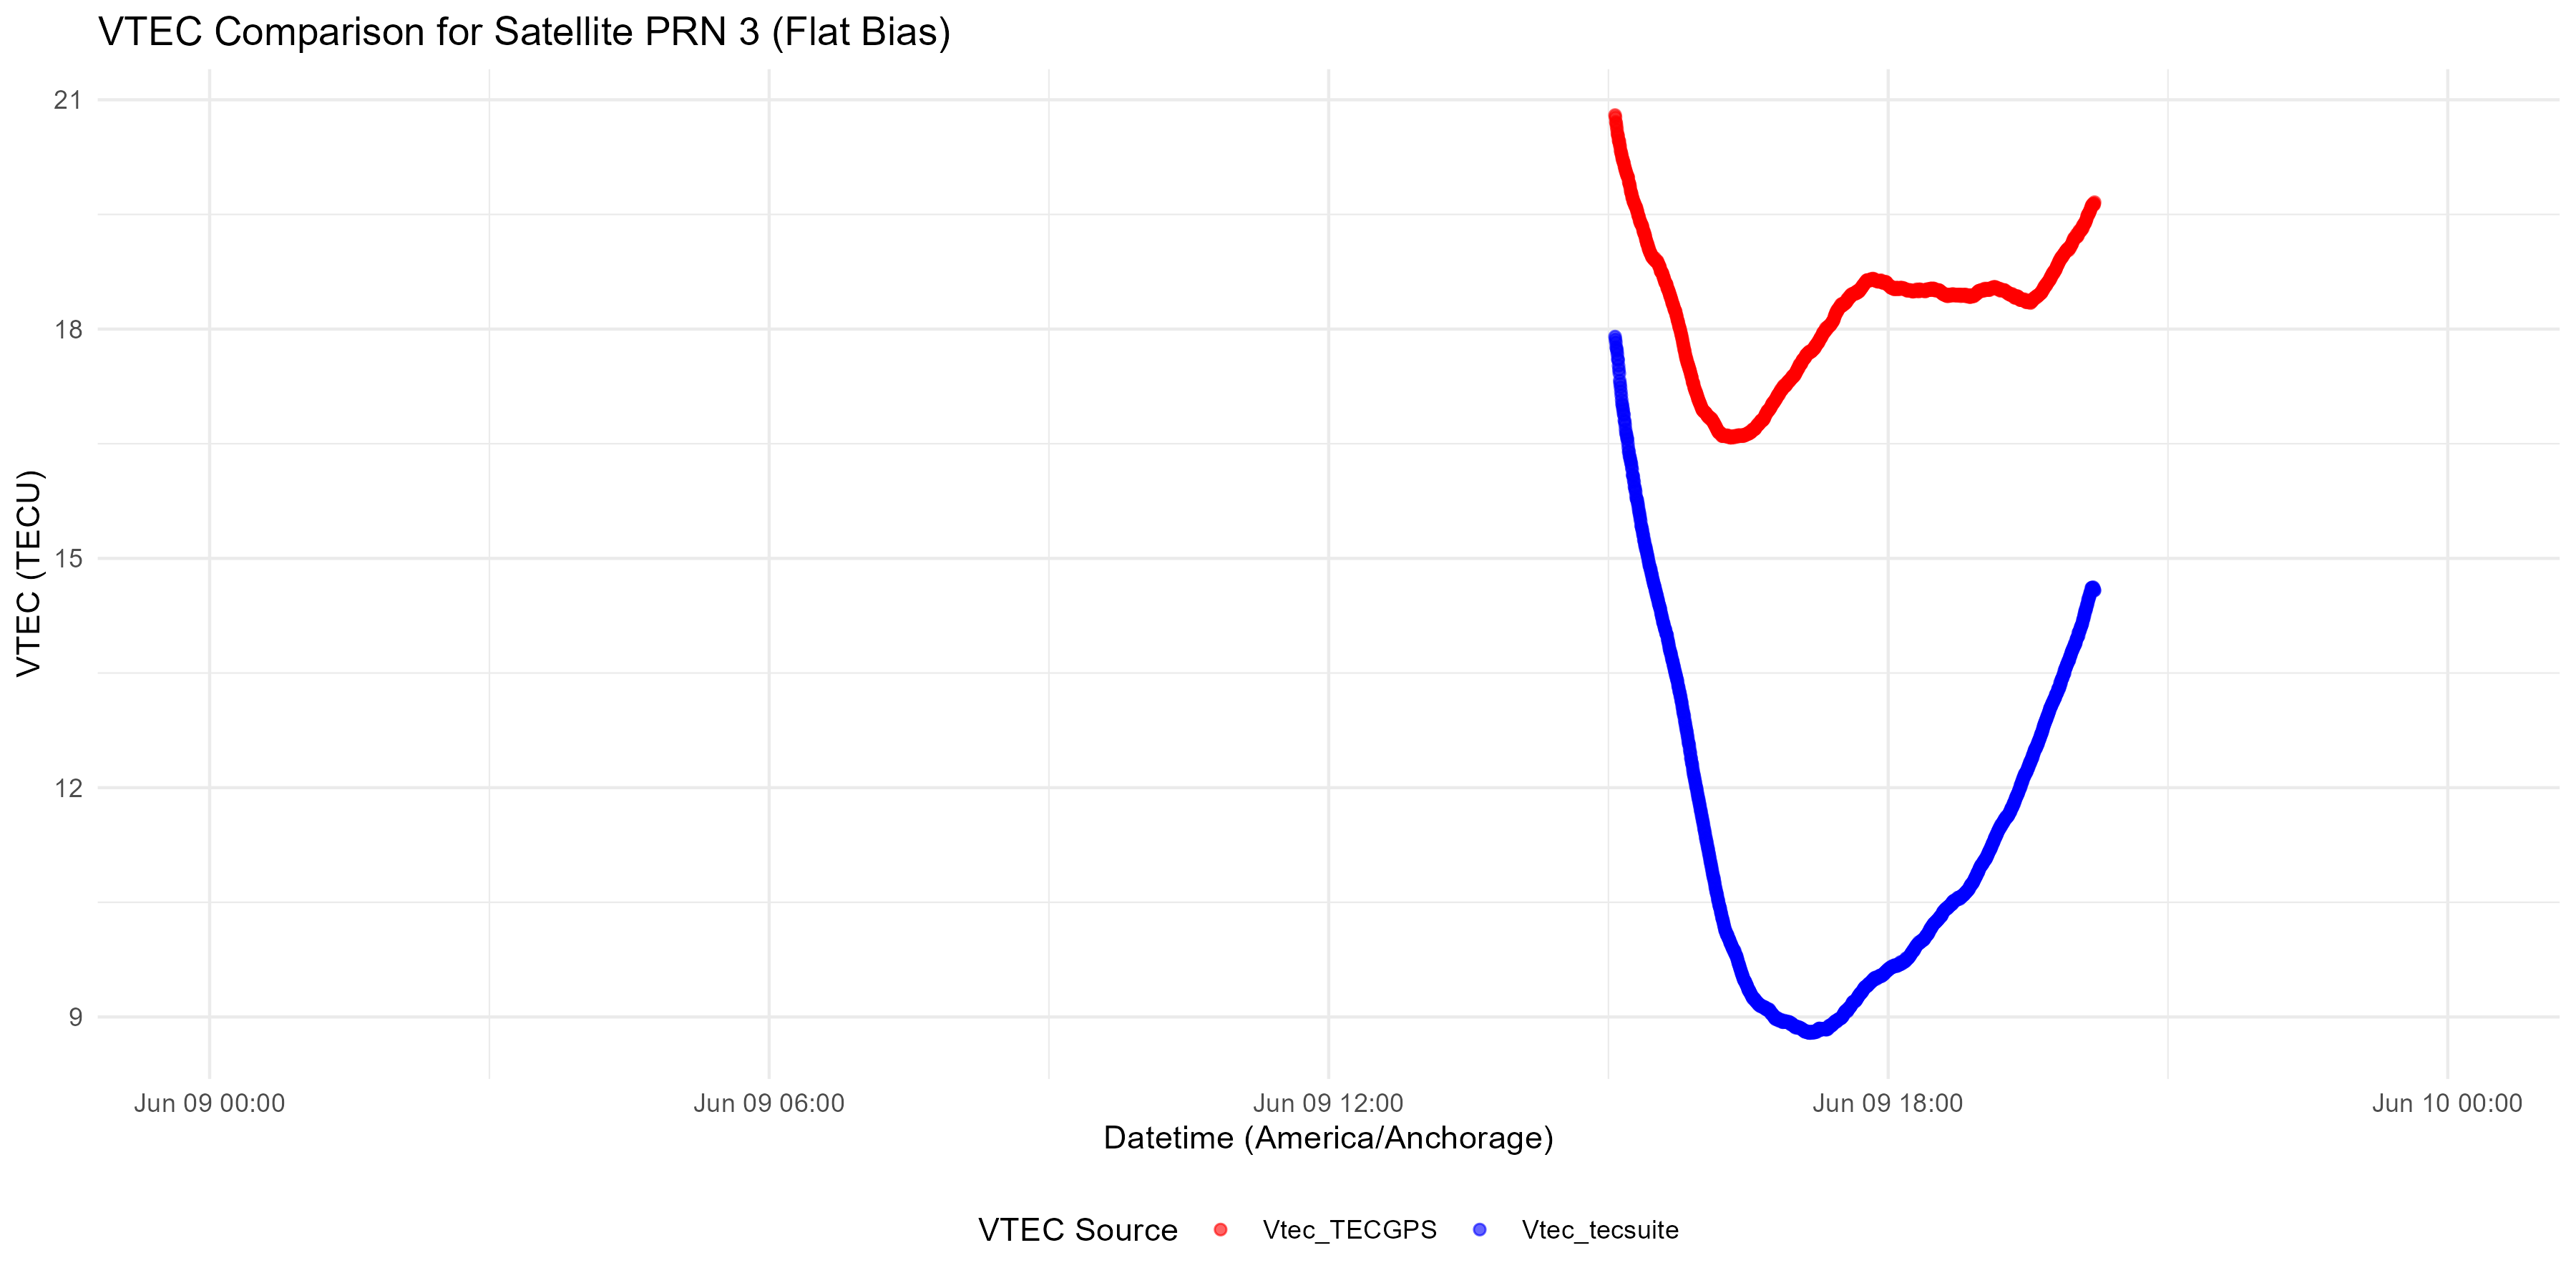 VTEC Comparison for Satellite PRN 3 (Flat Bias)
VTEC (TECU)
21
18
15
12
9
Jun 09 00:00 Jun 09 06:00 Jun 09 12:00 Jun 09 18:00 Jun 10 00:00
Datetime (America/Anchorage)
VTEC Source Vtec_TECGPS Vtec_tecsuite